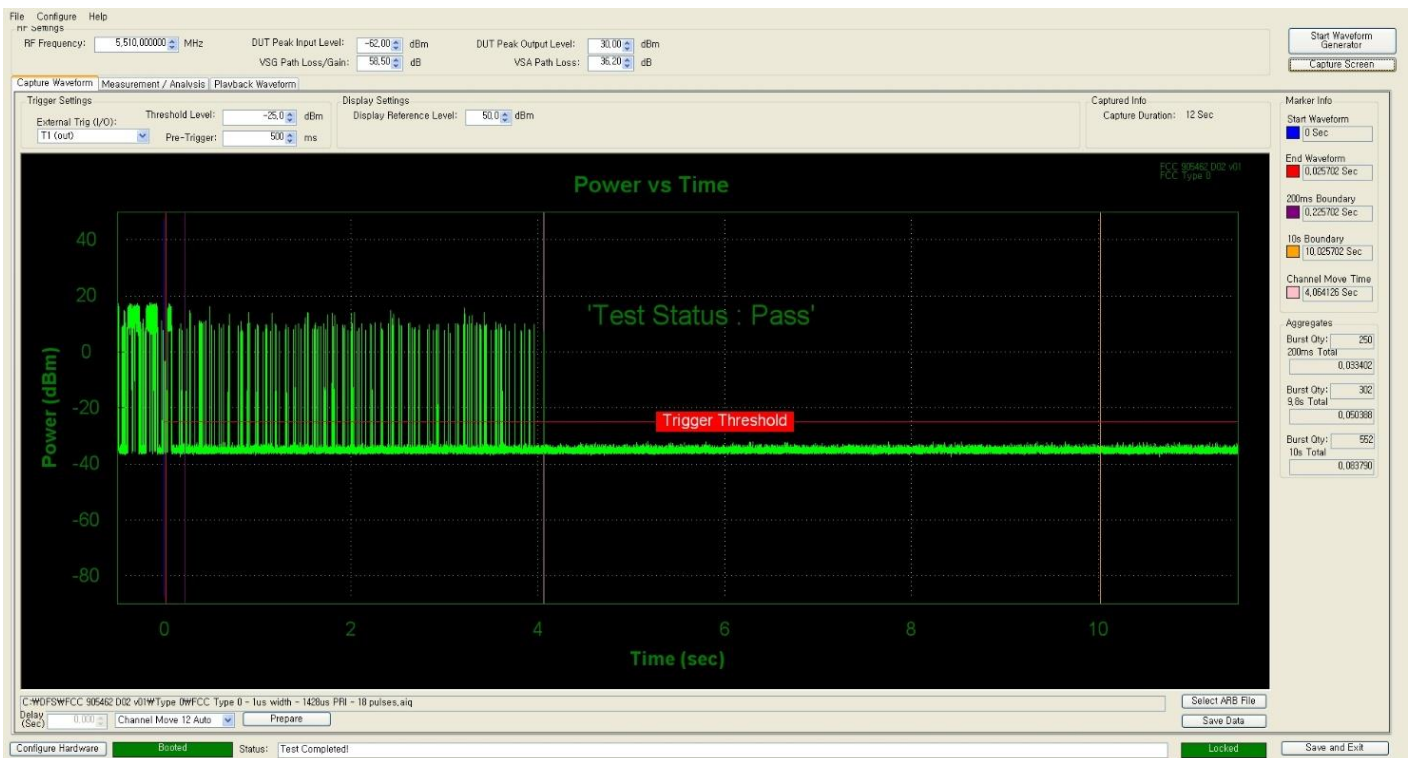 File Configure Help
RF Settings
RF Frequency: 5,510,000000 MHz DUT Peak Input Level: -62,00 dBm DUT Peak Output Level: 30,00 dBm
VSG Path Loss/Gain: 58,50 dB VSA Path Loss: 36,20 dB
Start Waveform Generator
Capture Screen
Capture Waveform Measurement / Analysis Playback Waveform
Trigger Settings
External Trig (I/O): Threshold Level: -25,0 dBm
T1 (out) Pre-Trigger: 500 ms
Display Settings
Display Reference Level: 50,0 dBm
Captured Info
Capture Duration: 12 Sec
Marker Info
Start Waveform
0 Sec
End Waveform
0,025702 Sec
200ms Boundary
0,225702 Sec
10s Boundary
10,025702 Sec
Channel Move Time
4,064126 Sec
Aggregates
Burst Qty: 250
200ms Total
0,033402
Burst Qty: 302
9,8s Total
0,050388
Burst Qty: 552
10s Total
0,083790
FCC 905462 D02 v01
FCC Type 0
Power vs Time
'Test Status : Pass'
Trigger Threshold
Power (dBm)
40
20
0
-20
-40
-60
-80
0 2 4 6 8 10
Time (sec)
C:₩DFS₩FCC 905462 D02 v01₩Type 0₩FCC Type 0 - 1us width - 1428us PRI - 18 pulses,aiq
Select ARB File
Delay (Sec) 0,000 Channel Move 12 Auto Prepare
Save Data
Configure Hardware Booted Status: Test Completed! Locked Save and Exit